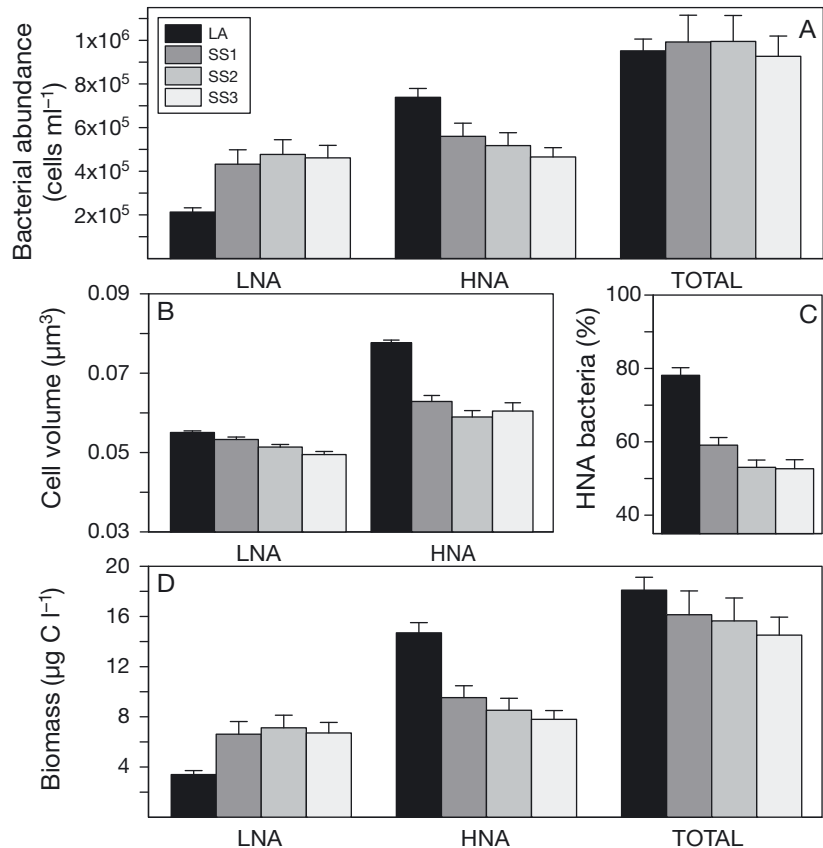 LA
SS1
SS2
SS3
A
Bacterial abundance
(cells ml⁻¹)
1x10⁶
8x10⁵
6x10⁵
4x10⁵
2x10⁵
LNA HNA TOTAL
B
Cell volume (µm³)
0.09
0.07
0.05
0.03
LNA HNA
C
HNA bacteria (%)
100
80
60
40
D
Biomass (µg C l⁻¹)
20
16
12
8
4
LNA HNA TOTAL